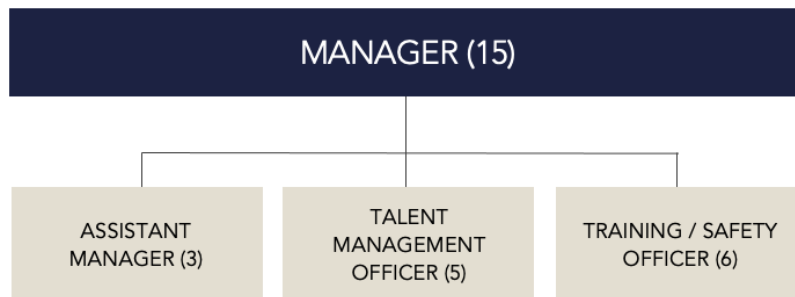 MANAGER (15)
ASSISTANT
MANAGER (3)
TALENT
MANAGEMENT
OFFICER (5)
TRAINING / SAFETY
OFFICER (6)